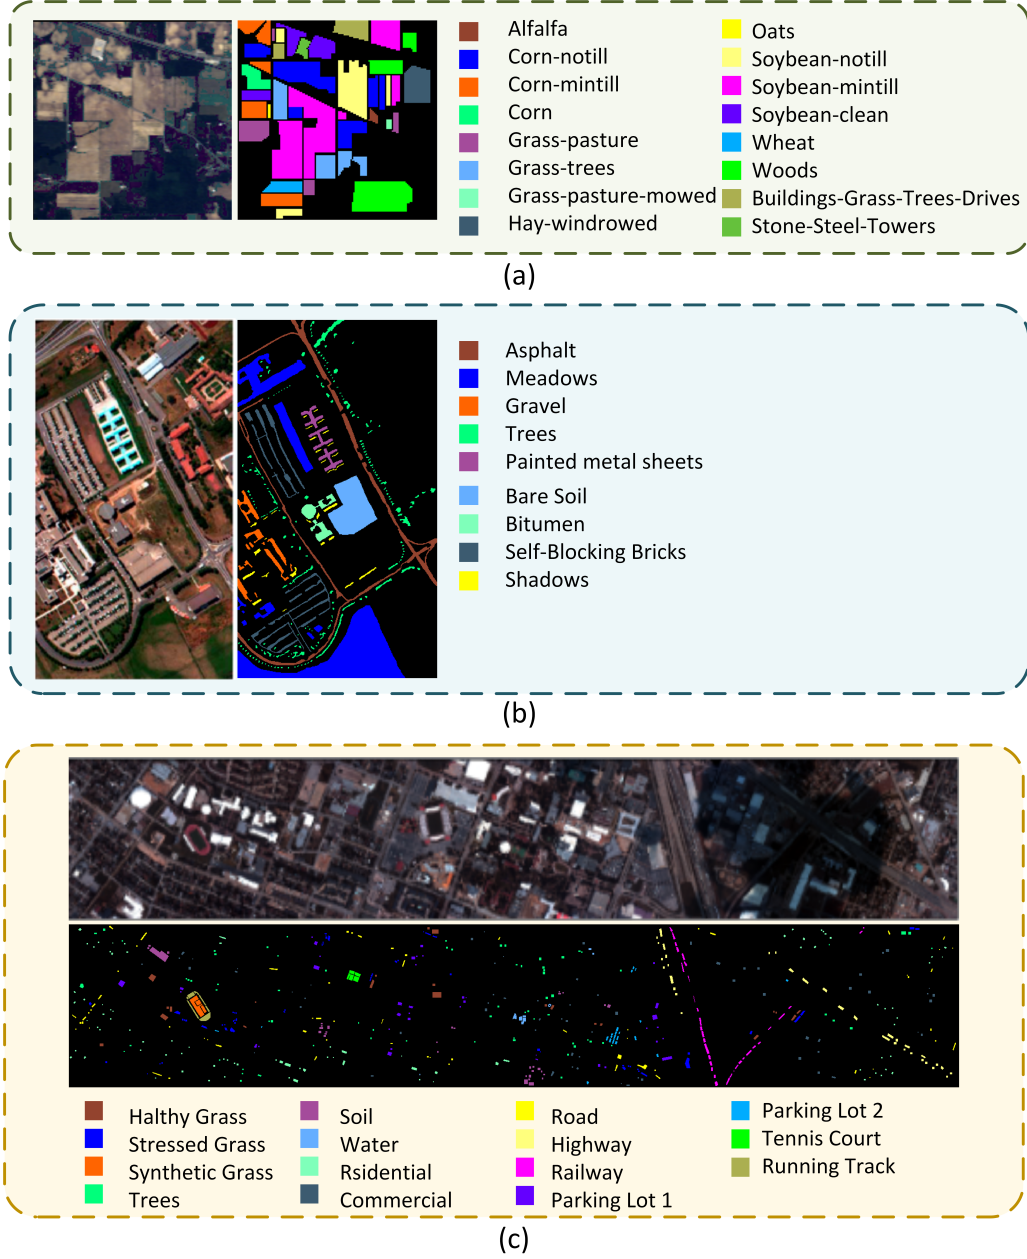 Alfalfa
Corn-notill
Corn-mintill
Corn
Grass-pasture
Grass-trees
Grass-pasture-mowed
Hay-windrowed
Oats
Soybean-notill
Soybean-mintill
Soybean-clean
Wheat
Woods
Buildings-Grass-Trees-Drives
Stone-Steel-Towers
(a)
Asphalt
Meadows
Gravel
Trees
Painted metal sheets
Bare Soil
Bitumen
Self-Blocking Bricks
Shadows
(b)
Halthy Grass
Stressed Grass
Synthetic Grass
Trees
Soil
Water
Rsidential
Commercial
Road
Highway
Railway
Parking Lot 1
Parking Lot 2
Tennis Court
Running Track
(c)